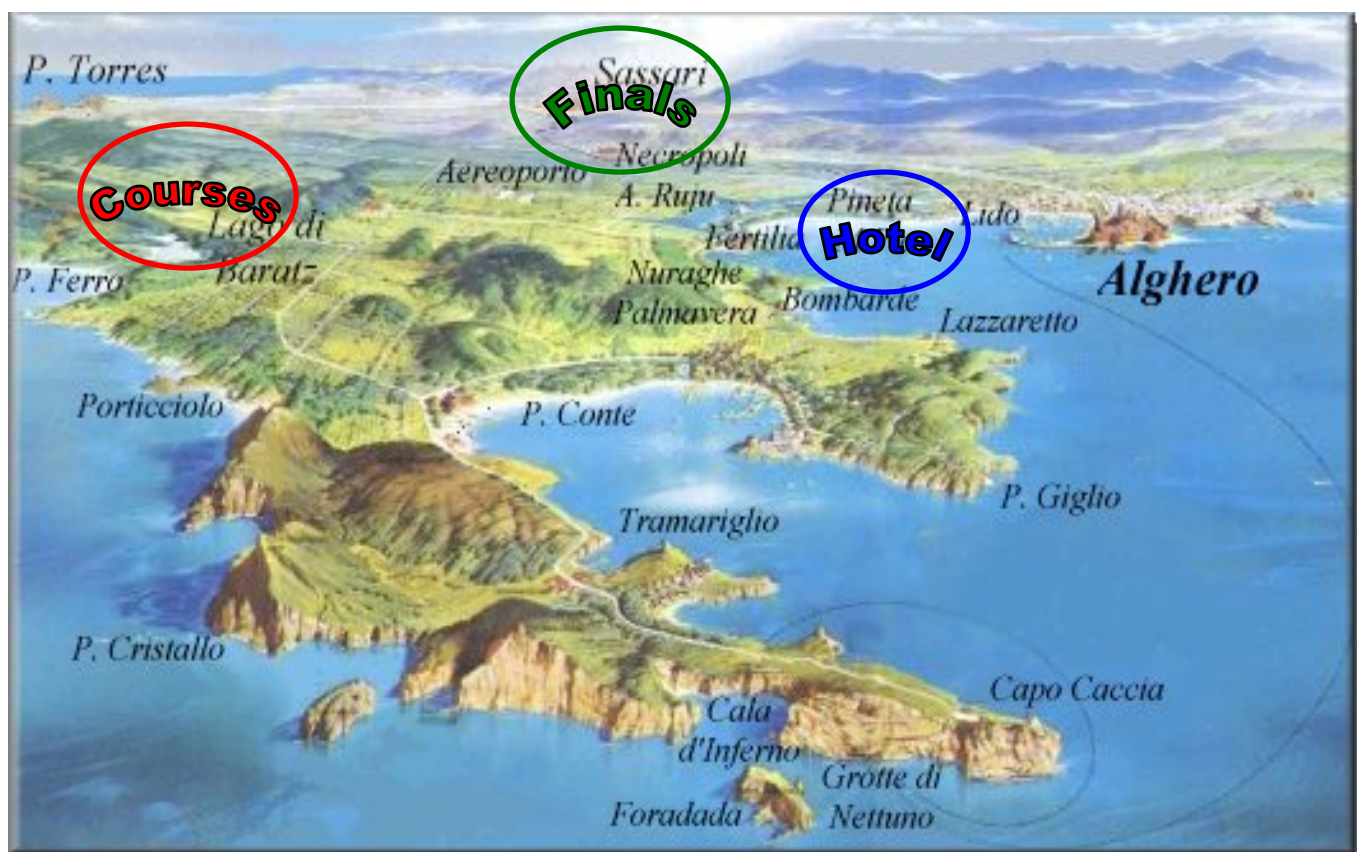 P. Torres
Sassari
Finals
Necropoli
A. Ruju
Aereoporto
Courses
Pineta
Lido
Hotel
Fertilia
Lago di
Baratz
P. Ferro
Nuraghe
Palmavera
Bombarde
Alghero
Lazzaretto
Porticciolo
P. Conte
P. Giglio
Tramariglio
P. Cristallo
Capo Caccia
Cala
d'Inferno
Grotte di
Nettuno
Foradada